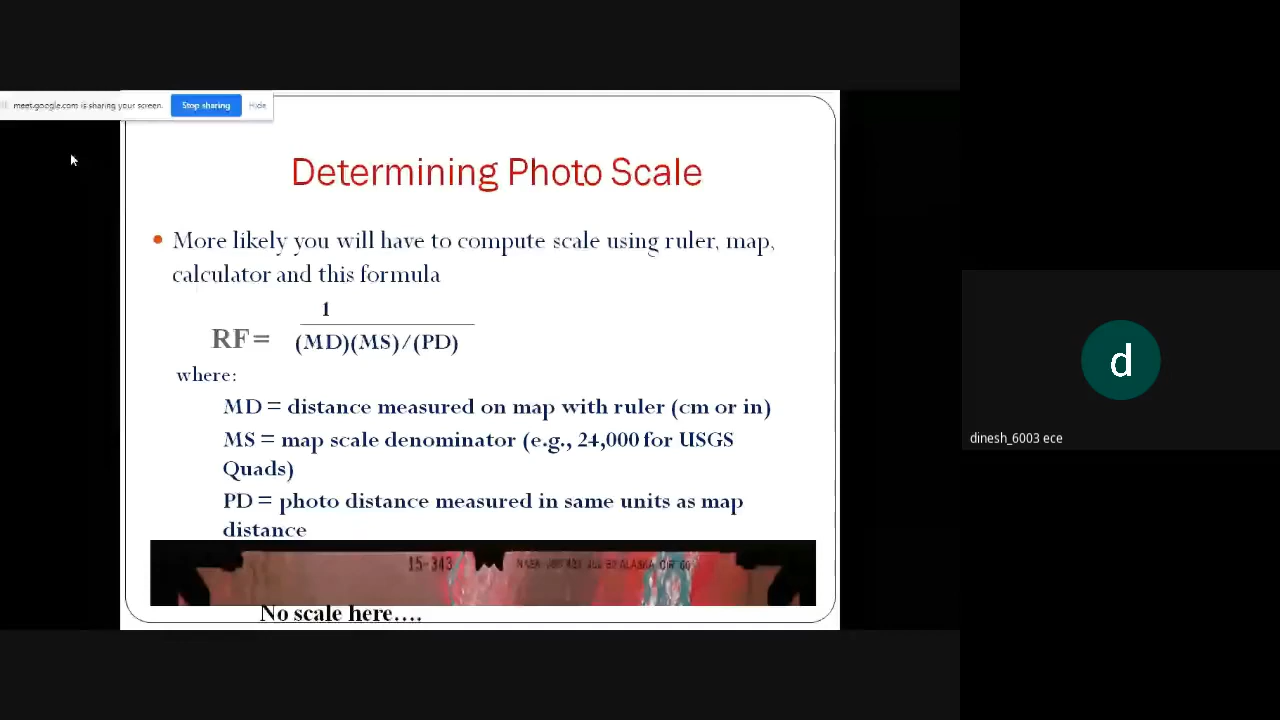 meet.google.com is sharing your screen.
Stop sharing
Hide
Determining Photo Scale
More likely you will have to compute scale using ruler, map,
calculator and this formula
1
RF=
(MD)(MS)/(PD)
where:
MD = distance measured on map with ruler (cm or in)
MS = map scale denominator (e.g., 24,000 for USGS
Quads)
PD = photo distance measured in same units as map
distance
15-343
ALASKA CIR 60
No scale here....
d
dinesh_6003 ece